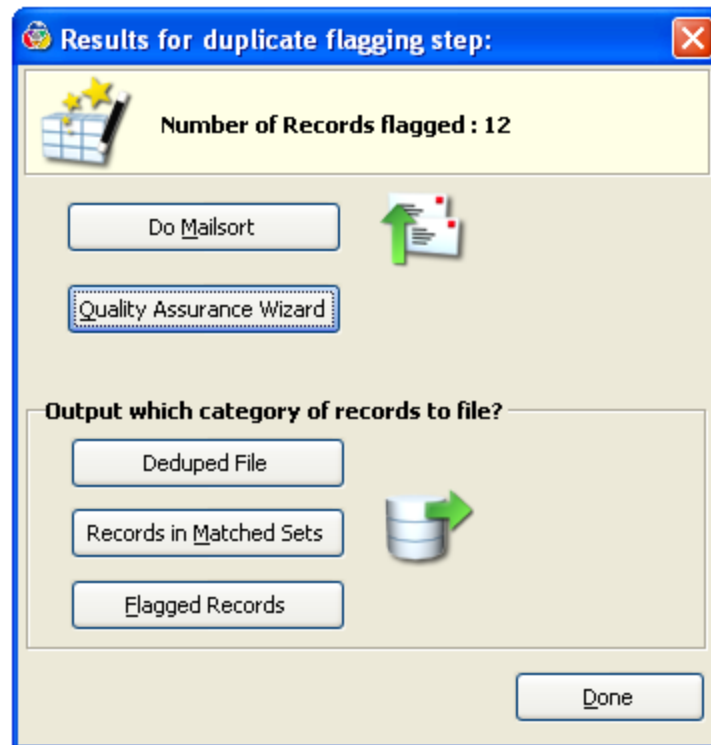 Results for duplicate flagging step:
Number of Records flagged : 12
Do Mailsort
Quality Assurance Wizard
Output which category of records to file?
Deduped File
Records in Matched Sets
Flagged Records
Done